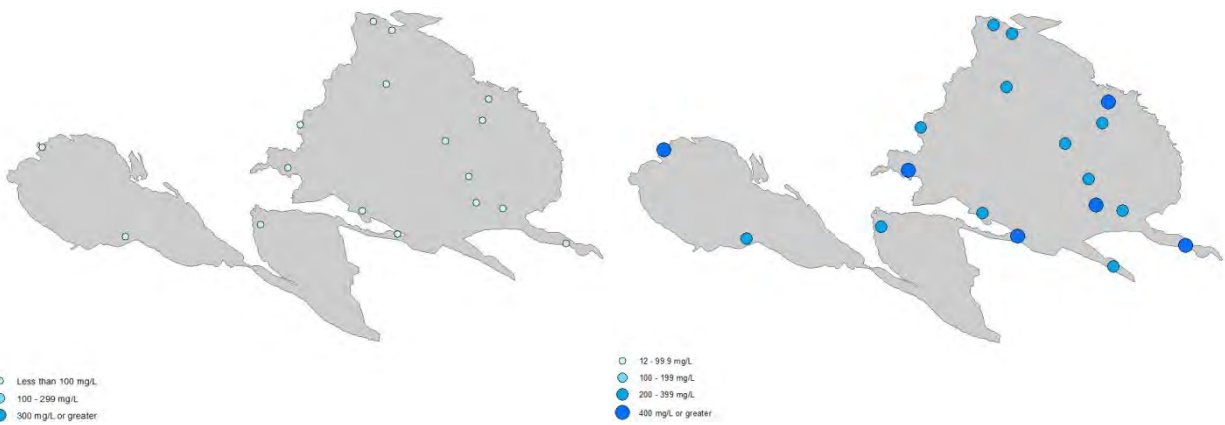 Less than 100 mg/L
100 - 299 mg/L
300 mg/L or greater
12 - 99.9 mg/L
100 - 199 mg/L
200 - 399 mg/L
400 mg/L or greater